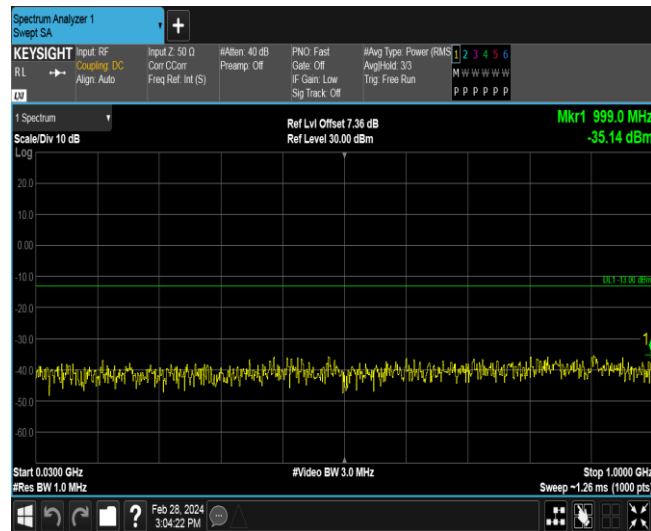 Spectrum Analyzer 1
Swept SA
+
KEYSIGHT
RL
LXI
Input: RF
Coupling: DC
Align: Auto
Input Z: 50 Ω
Corr CCorr
Freq Ref: Int (S)
#Atten: 40 dB
Preamp: Off
PNO: Fast
Gate: Off
IF Gain: Low
Sig Track: Off
#Avg Type: Power (RMS
Avg|Hold: 3/3
Trig: Free Run
1 2 3 4 5 6
M W W W W W
P P P P P P
1 Spectrum
Scale/Div 10 dB
Log
Ref Lvl Offset 7.36 dB
Ref Level 30.00 dBm
Mkr1 999.0 MHz
-35.14 dBm
20.0
10.0
0.00
-10.0
DL1 -13.00 dBm
-20.0
-30.0
1
-40.0
-50.0
-60.0
Start 0.0300 GHz
#Res BW 1.0 MHz
#Video BW 3.0 MHz
Stop 1.0000 GHz
Sweep ~1.26 ms (1000 pts
?
Feb 28, 2024
3:04:22 PM